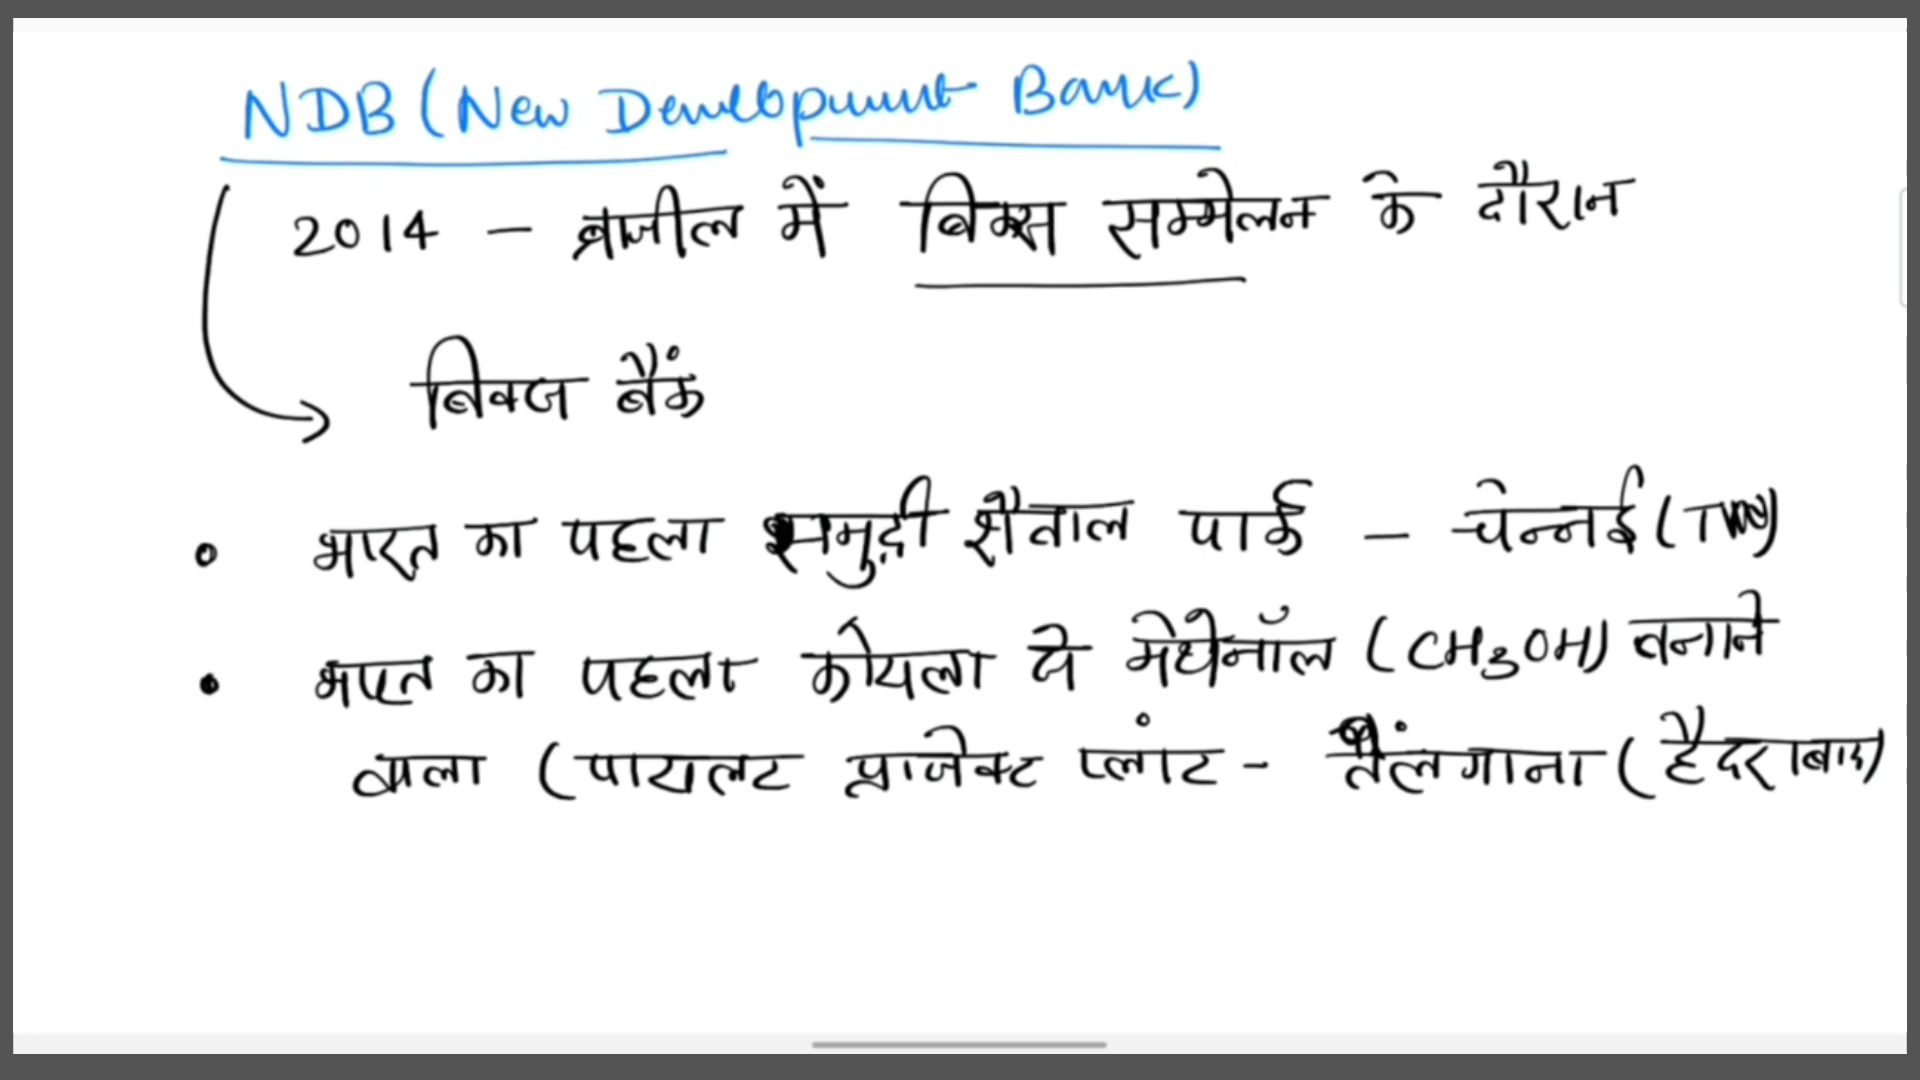 NDB (New Development Bank)
2014 - ब्राजील में ब्रिक्स सम्मेलन के दौरान
ब्रिक्ज बैंक
• भारत का पहला समुद्री शैवाल पार्क - चेन्नई (TN)
• भारत का पहला कोयला से मेथेनॉल (CH3OH) बनाने
वाला (पायलट प्रोजेक्ट प्लांट - तेलंगाना (हैदराबाद)